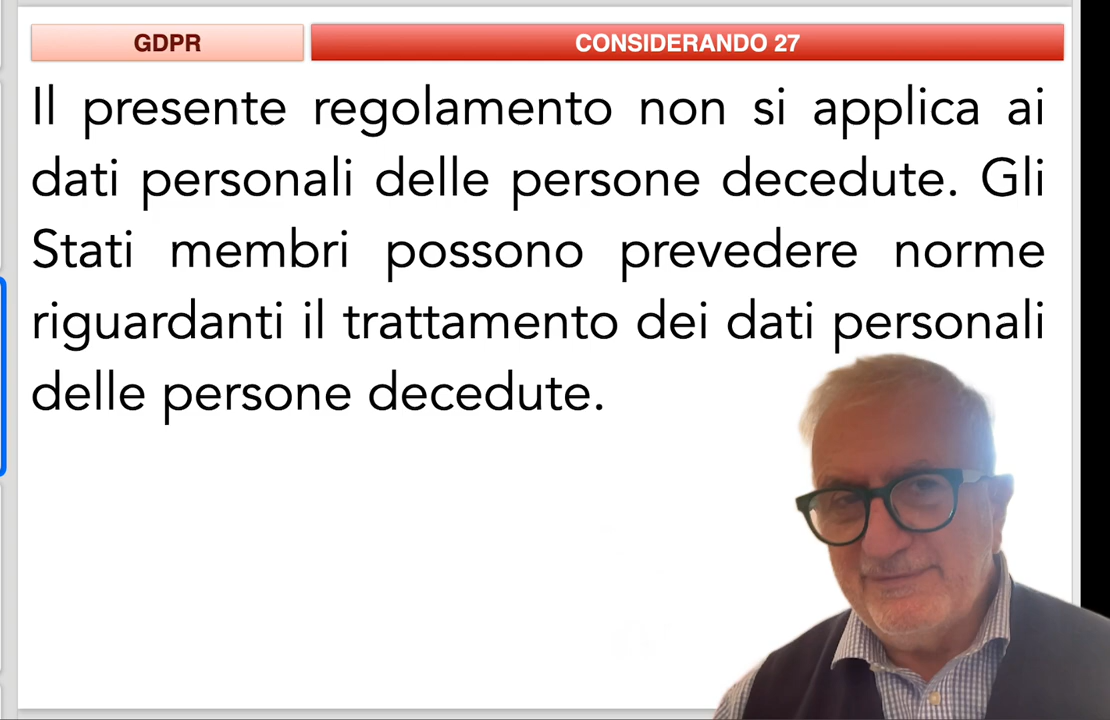 GDPR
CONSIDERANDO 27
Il presente regolamento non si applica ai
dati personali delle persone decedute. Gli
Stati membri possono prevedere norme
riguardanti il trattamento dei dati personali
delle persone decedute.